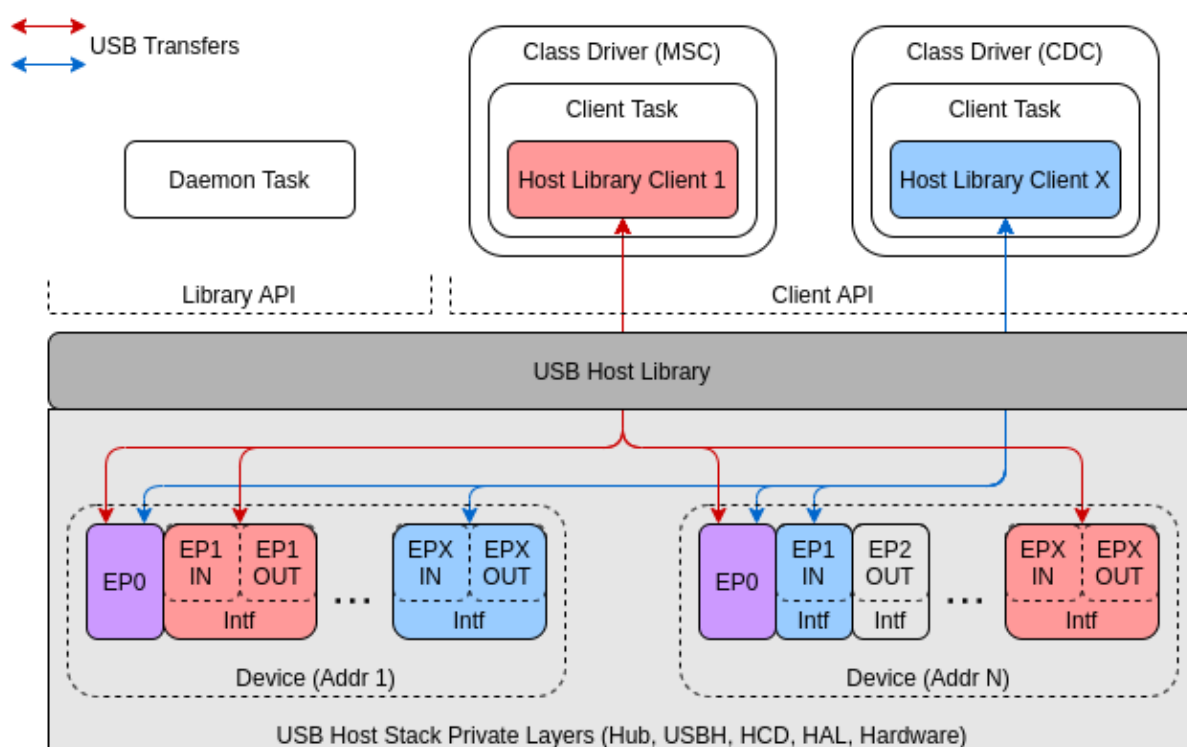 USB Transfers
Class Driver (MSC)
Class Driver (CDC)
Client Task
Client Task
Daemon Task
Host Library Client 1
Host Library Client X
Library API
Client API
USB Host Library
EP0
EP1
IN
EP1
OUT
Intf
...
EPX
IN
EPX
OUT
Intf
Device (Addr 1)
EP0
EP1
IN
Intf
EP2
OUT
Intf
...
EPX
IN
EPX
OUT
Intf
Device (Addr N)
USB Host Stack Private Layers (Hub, USBH, HCD, HAL, Hardware)